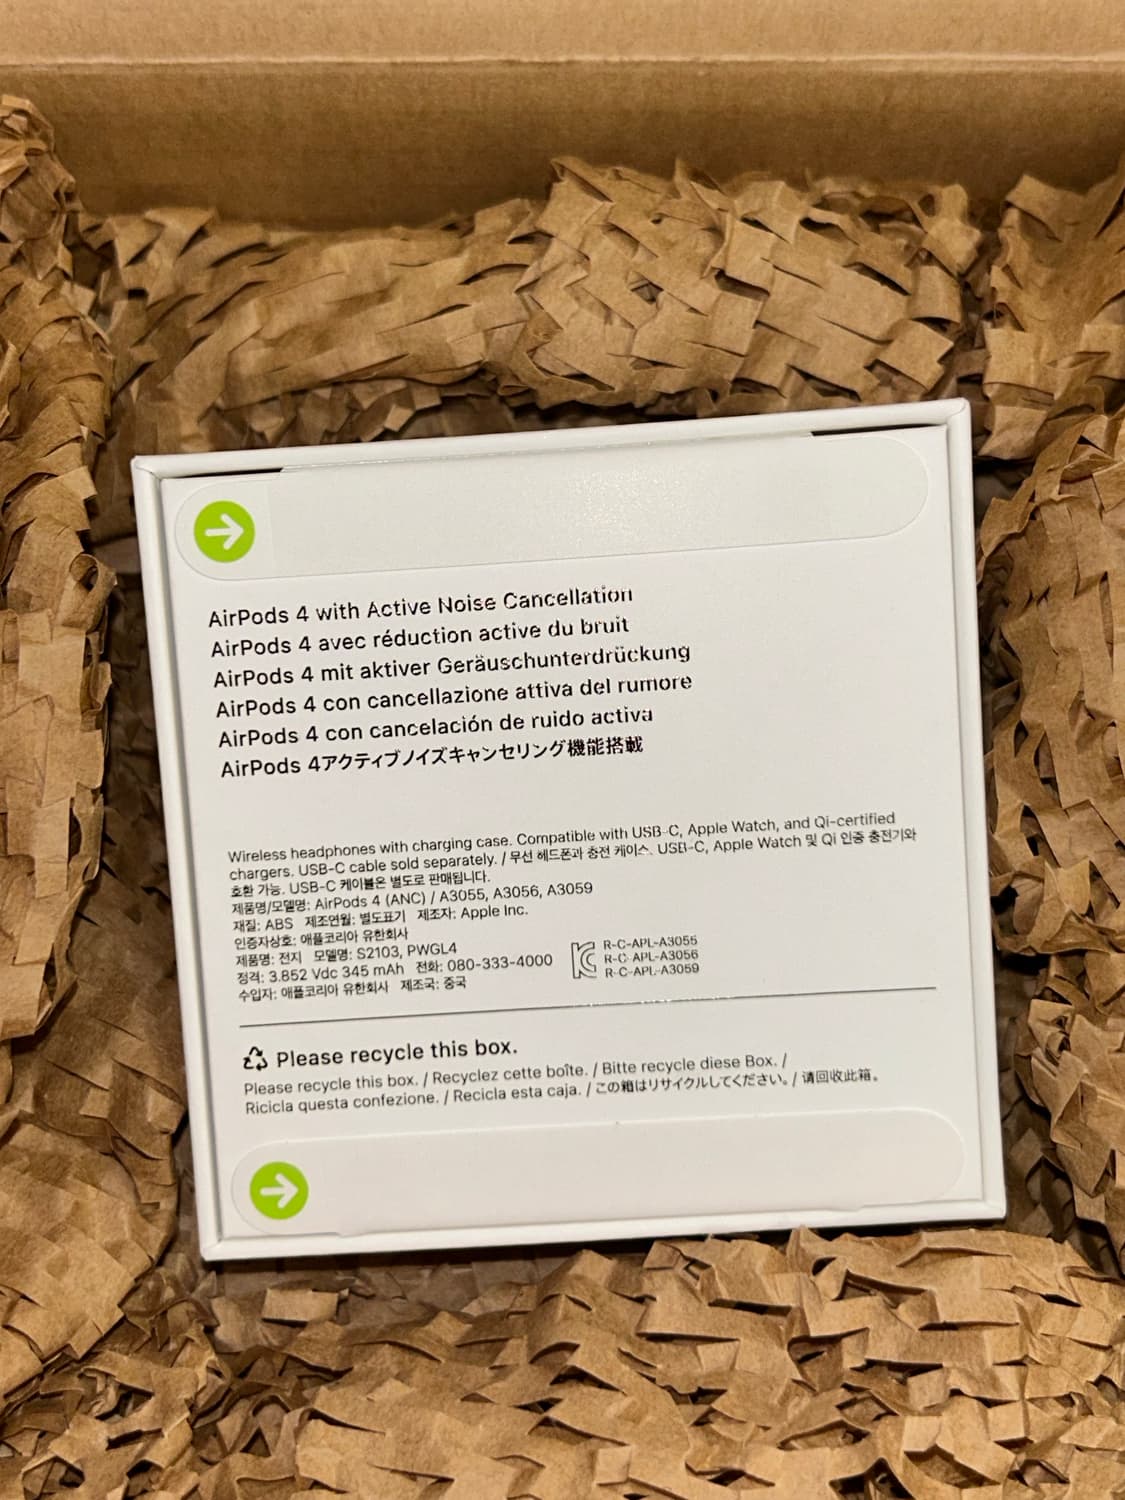 AirPods 4 with Active Noise Cancellation
AirPods 4 avec réduction active du bruit
AirPods 4 mit aktiver Geräuschunterdrückung
AirPods 4 con cancellazione attiva del rumore
AirPods 4 con cancelación de ruido activa
AirPods 4アクティブノイズキャンセリング機能搭載
Wireless headphones with charging case. Compatible with USB-C, Apple Watch, and Qi-certified
chargers. USB-C cable sold separately. / 무선 헤드폰과 충전 케이스. USB-C, Apple Watch 및 Qi 인증 충전기와
호환 가능. USB-C 케이블은 별도로 판매됩니다.
제품명/모델명: AirPods 4 (ANC) / A3055, A3056, A3059
재질: ABS 제조연월: 별도표기 제조자: Apple Inc.
인증자상호: 애플코리아 유한회사
제품명: 전지 모델명: S2103, PWGL4
정격: 3.852 Vdc 345 mAh 전화: 080-333-4000
수입자: 애플코리아 유한회사 제조국: 중국
R-C-APL-A3055
R-C-APL-A3056
R-C-APL-A3059
Please recycle this box.
Please recycle this box. / Recyclez cette boîte. / Bitte recycle diese Box. /
Ricicla questa confezione. / Recicla esta caja. / この箱はリサイクルしてください。/ 请回收此箱。